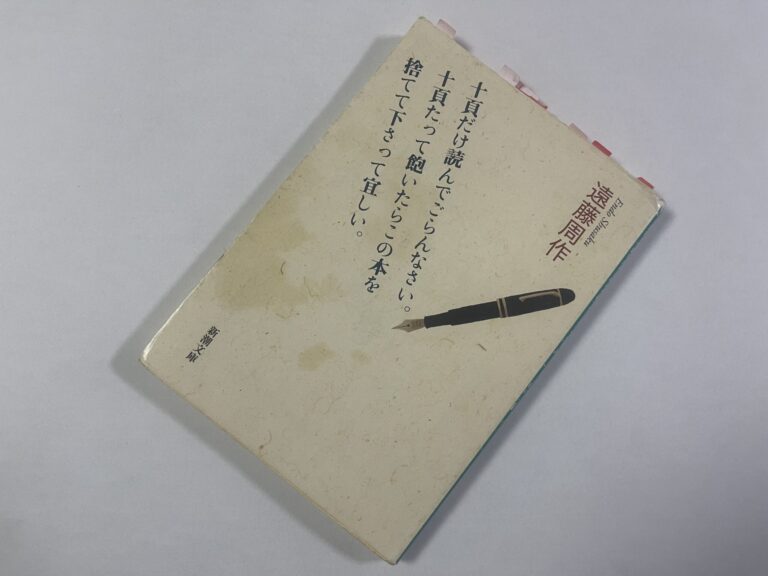 遠藤周作
Endo Shusaku
十頁だけ読んでごらんなさい。
十頁たって飽いたらこの本を
捨てて下さって宜しい。
新潮文庫